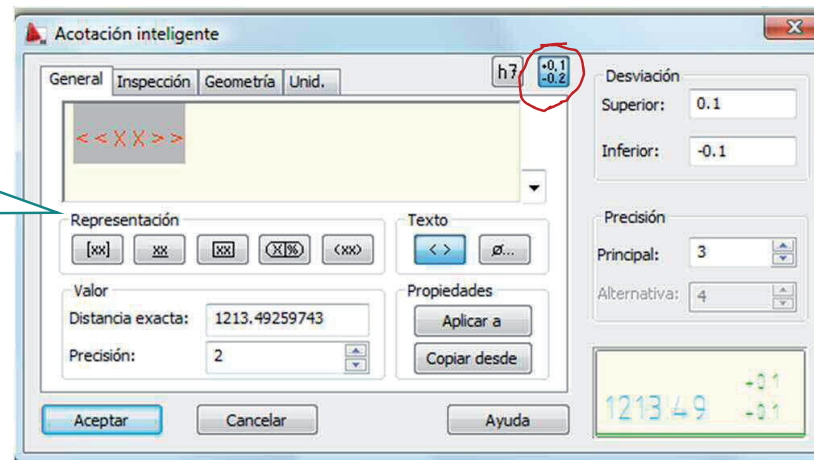 Acotación inteligente
General Inspección Geometría Unid.
h7 +0.1 -0.2
<<XX>>
Representación
[xx] xx xx (X|%) (xx)
Texto
< > Ø...
Valor
Distancia exacta: 1213.49259743
Precisión: 2
Propiedades
Aplicar a
Copiar desde
Aceptar Cancelar Ayuda
Desviación
Superior: 0.1
Inferior: -0.1
Precisión
Principal: 3
Alternativa: 4
1213.49 +0.1
-0.1